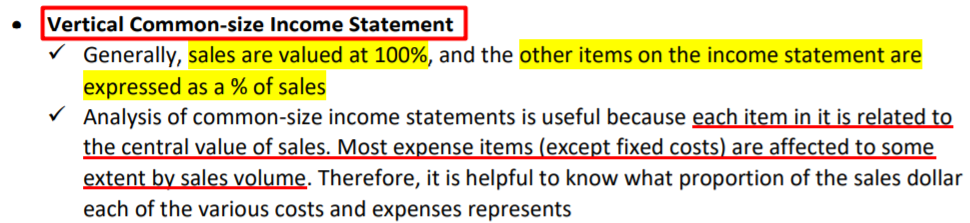 • Vertical Common-size Income Statement
✓ Generally, sales are valued at 100%, and the other items on the income statement are
expressed as a % of sales
✓ Analysis of common-size income statements is useful because each item in it is related to
the central value of sales. Most expense items (except fixed costs) are affected to some
extent by sales volume. Therefore, it is helpful to know what proportion of the sales dollar
each of the various costs and expenses represents